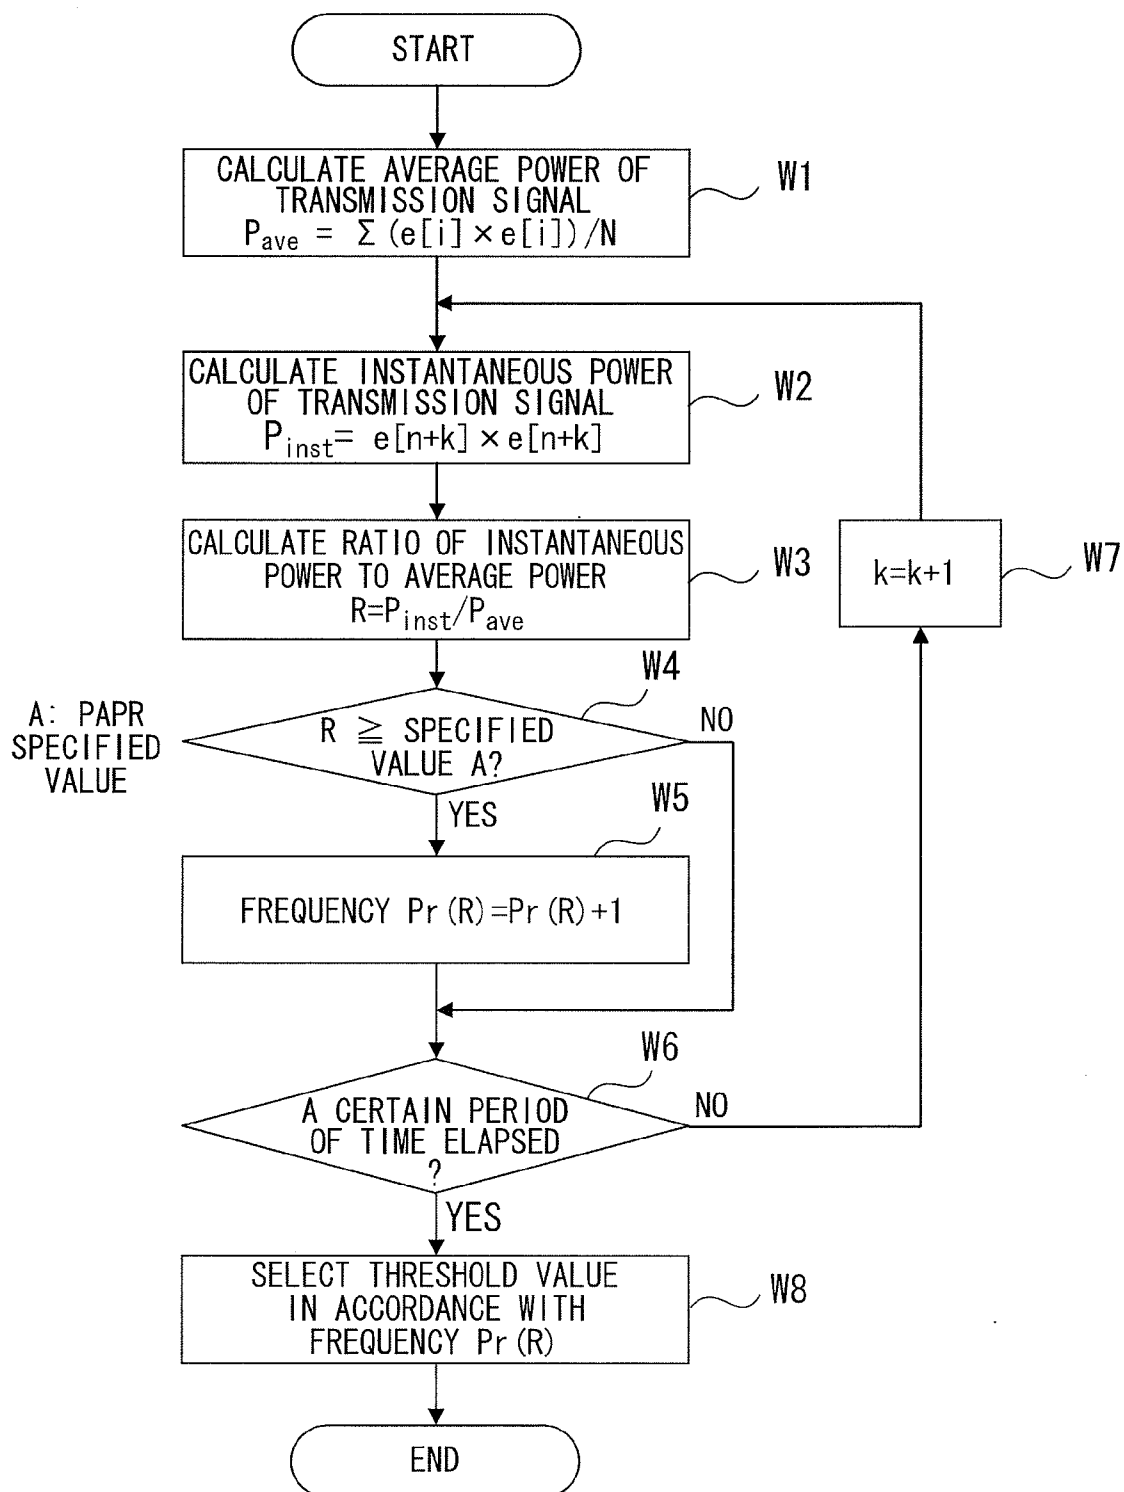 START
CALCULATE AVERAGE POWER OF
TRANSMISSION SIGNAL
Pave = Σ(e[i]×e[i])/N
W1
CALCULATE INSTANTANEOUS POWER
OF TRANSMISSION SIGNAL
Pinst= e[n+k]×e[n+k]
W2
CALCULATE RATIO OF INSTANTANEOUS
POWER TO AVERAGE POWER
R=Pinst/Pave
W3
k=k+1
W7
W4
A: PAPR
SPECIFIED
VALUE
R ≧ SPECIFIED
VALUE A?
NO
YES
W5
FREQUENCY Pr(R)=Pr(R)+1
W6
A CERTAIN PERIOD
OF TIME ELAPSED
?
NO
YES
SELECT THRESHOLD VALUE
IN ACCORDANCE WITH
FREQUENCY Pr(R)
W8
END